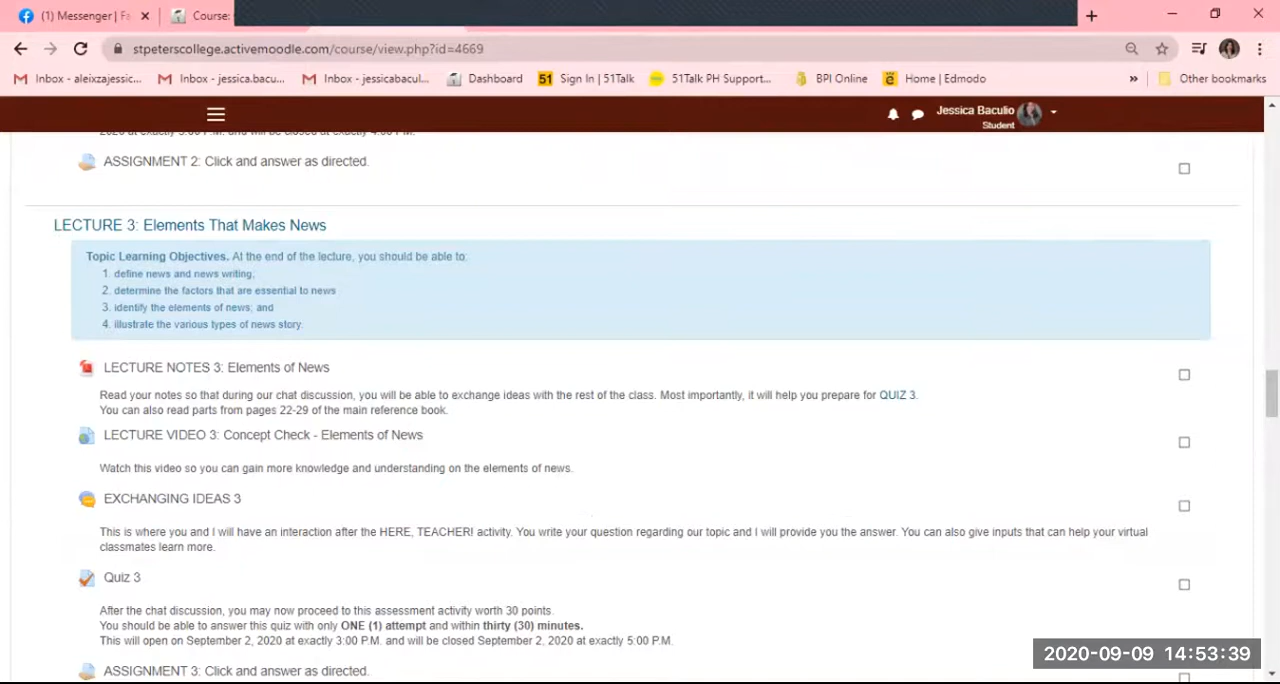 (1) Messenger | Fa
Course:
stpeterscollege.activemoodle.com/course/view.php?id=4669
Inbox - aleixzajessic...
Inbox - jessica.bacu...
Inbox - jessicabacul...
Dashboard
51 Sign In | 51Talk
51Talk PH Support...
BPI Online
Home | Edmodo
»
Other bookmarks
Jessica Baculio
Student
2020 at exactly 3:00 P.M. and will be closed at exactly 4:00 P.M.
ASSIGNMENT 2: Click and answer as directed.
LECTURE 3: Elements That Makes News
Topic Learning Objectives. At the end of the lecture, you should be able to:
1. define news and news writing;
2. determine the factors that are essential to news
3. identify the elements of news; and
4. illustrate the various types of news story.
LECTURE NOTES 3: Elements of News
Read your notes so that during our chat discussion, you will be able to exchange ideas with the rest of the class. Most importantly, it will help you prepare for QUIZ 3.
You can also read parts from pages 22-29 of the main reference book.
LECTURE VIDEO 3: Concept Check - Elements of News
Watch this video so you can gain more knowledge and understanding on the elements of news.
EXCHANGING IDEAS 3
This is where you and I will have an interaction after the HERE, TEACHER! activity. You write your question regarding our topic and I will provide you the answer. You can also give inputs that can help your virtual
classmates learn more.
Quiz 3
After the chat discussion, you may now proceed to this assessment activity worth 30 points.
You should be able to answer this quiz with only ONE (1) attempt and within thirty (30) minutes.
This will open on September 2, 2020 at exactly 3:00 P.M. and will be closed September 2, 2020 at exactly 5:00 P.M.
2020-09-09 14:53:39
ASSIGNMENT 3: Click and answer as directed.